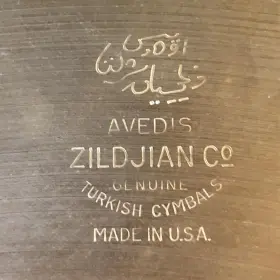 AVEDIS
ZILDJIAN CO
GENUINE
TURKISH CYMBALS
MADE IN U.S.A.